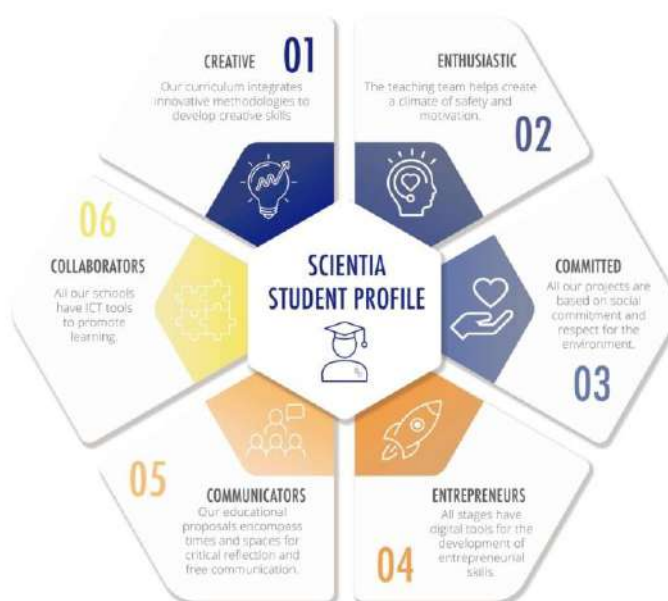 CREATIVE 01
Our curriculum integrates
innovative methodologies to
develop creative skills
ENTHUSIASTIC
The teaching team helps create
a climate of safety and
motivation.
02
COMMITTED
All our projects are
based on social
commitment and
respect for the
environment.
03
ENTREPRENEURS
All stages have
digital tools for the
development of
entrepreneurial
skills.
04
05
COMMUNICATORS
Our educational
proposals encompass
times and spaces for
critical reflection and
free communication.
06
COLLABORATORS
All our schools
have ICT tools
to promote
learning.
SCIENTIA
STUDENT PROFILE